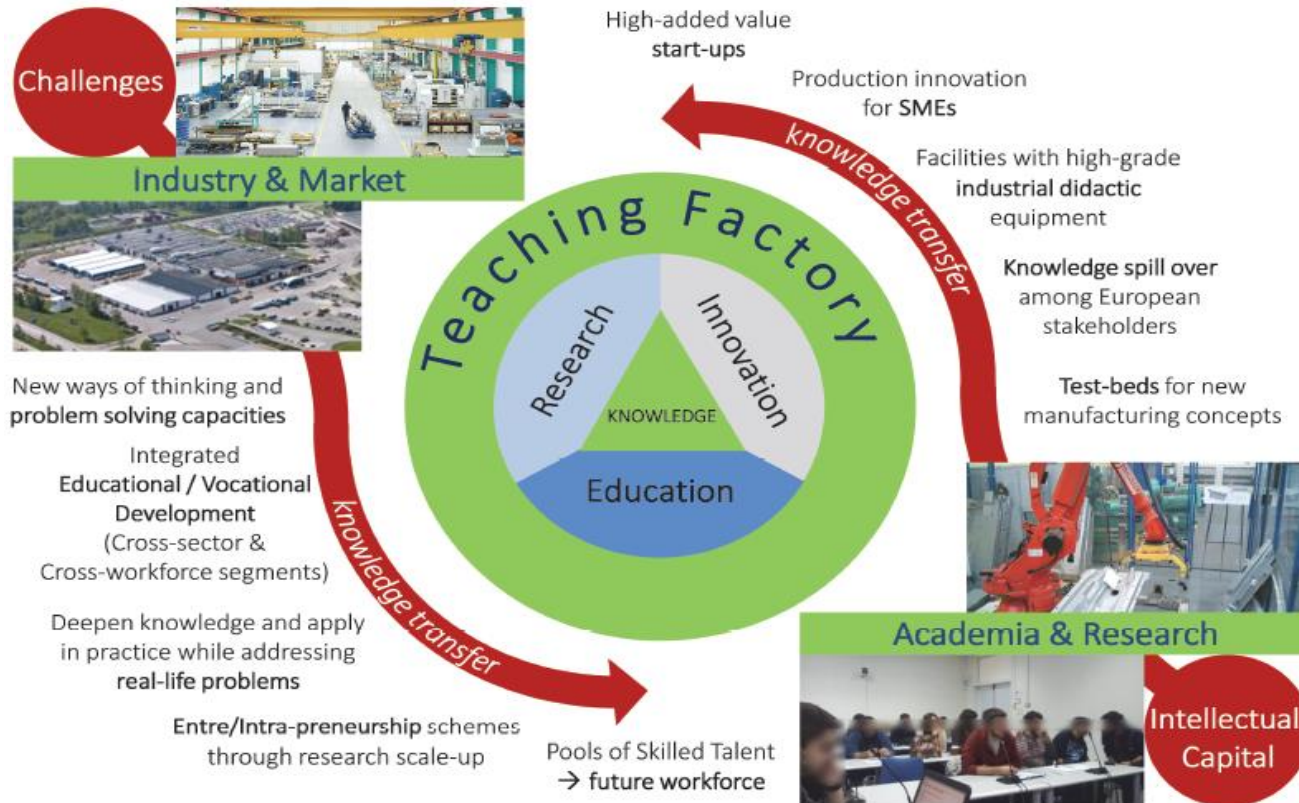 Challenges
Industry & Market
High-added value
start-ups
Production innovation
for SMEs
Facilities with high-grade
industrial didactic
equipment
Knowledge spill over
among European
stakeholders
Test-beds for new
manufacturing concepts
knowledge transfer
Teaching Factory
Research
Innovation
KNOWLEDGE
Education
New ways of thinking and
problem solving capacities
Integrated
Educational / Vocational
Development
(Cross-sector &
Cross-workforce segments)
Deepen knowledge and apply
in practice while addressing
real-life problems
Entre/Intra-preneurship schemes
through research scale-up
Pools of Skilled Talent
→ future workforce
knowledge transfer
Academia & Research
Intellectual
Capital